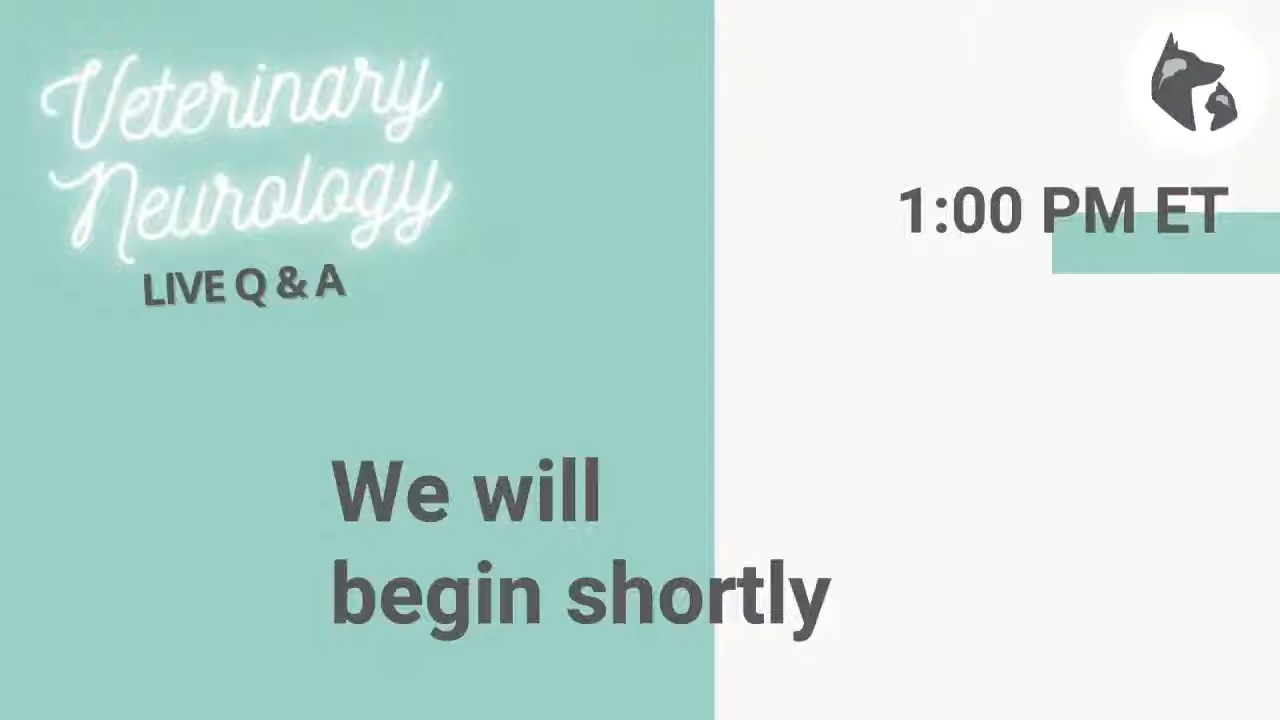 Veterinary
Neurology
LIVE Q & A
1:00 PM ET
We will
begin shortly